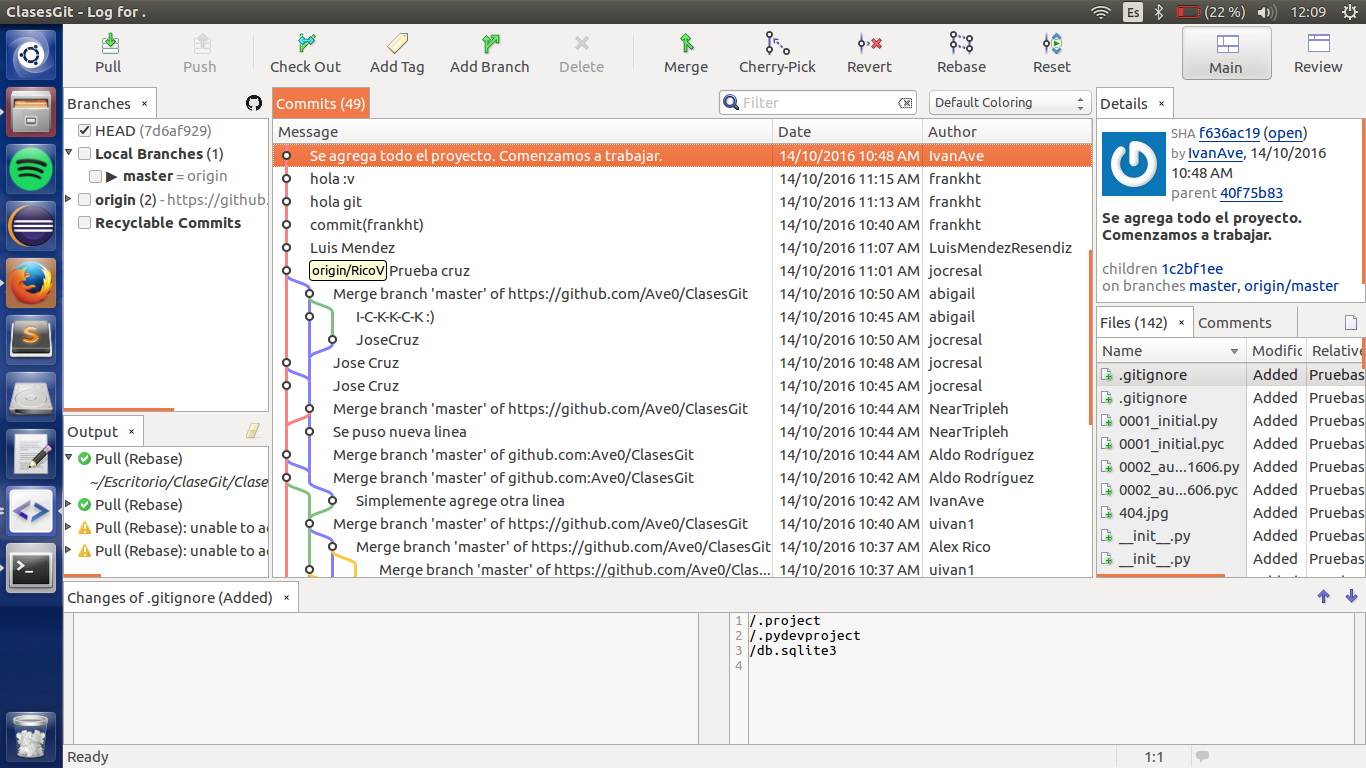 ClasesGit - Log for .
Es
(22 %)
12:09
Pull
Push
Check Out
Add Tag
Add Branch
Delete
Merge
Cherry-Pick
Revert
Rebase
Reset
Main
Review
Branches ×
HEAD (7d6af929)
Local Branches (1)
master = origin
origin (2) - https://github.
Recyclable Commits
Output ×
Pull (Rebase)
~/Escritorio/ClaseGit/Clase
Pull (Rebase)
Pull (Rebase): unable to ac
Pull (Rebase): unable to ac
Commits (49)
Filter
Default Coloring
Message Date Author
Se agrega todo el proyecto. Comenzamos a trabajar. 14/10/2016 10:48 AM IvanAve
hola :v 14/10/2016 11:15 AM frankht
hola git 14/10/2016 11:13 AM frankht
commit(frankht) 14/10/2016 10:40 AM frankht
Luis Mendez 14/10/2016 11:07 AM LuisMendezResendiz
origin/RicoV Prueba cruz 14/10/2016 11:01 AM jocresal
Merge branch 'master' of https://github.com/Ave0/ClasesGit 14/10/2016 10:50 AM abigail
I-C-K-K-C-K :) 14/10/2016 10:45 AM abigail
JoseCruz 14/10/2016 10:50 AM jocresal
Jose Cruz 14/10/2016 10:48 AM jocresal
Jose Cruz 14/10/2016 10:45 AM jocresal
Merge branch 'master' of https://github.com/Ave0/ClasesGit 14/10/2016 10:44 AM NearTripleh
Se puso nueva linea 14/10/2016 10:44 AM NearTripleh
Merge branch 'master' of github.com:Ave0/ClasesGit 14/10/2016 10:44 AM Aldo Rodríguez
Merge branch 'master' of github.com:Ave0/ClasesGit 14/10/2016 10:42 AM Aldo Rodríguez
Simplemente agrege otra linea 14/10/2016 10:42 AM IvanAve
Merge branch 'master' of https://github.com/Ave0/ClasesGit 14/10/2016 10:40 AM uivan1
Merge branch 'master' of https://github.com/Ave0/ClasesGit 14/10/2016 10:37 AM Alex Rico
Merge branch 'master' of https://github.com/Ave0/Clas... 14/10/2016 10:37 AM uivan1
Details ×
SHA f636ac19 (open)
by IvanAve, 14/10/2016
10:48 AM
parent 40f75b83
Se agrega todo el proyecto.
Comenzamos a trabajar.
children 1c2bf1ee
on branches master, origin/master
Files (142) × Comments
Name Modific Relative
.gitignore Added Pruebas
.gitignore Added Pruebas
0001_initial.py Added Pruebas
0001_initial.pyc Added Pruebas
0002_au...1606.py Added Pruebas
0002_au...606.pyc Added Pruebas
404.jpg Added Pruebas
__init__.py Added Pruebas
__init__.py Added Pruebas
Changes of .gitignore (Added) ×
1 /.project
2 /.pydevproject
3 /db.sqlite3
4
Ready
1:1